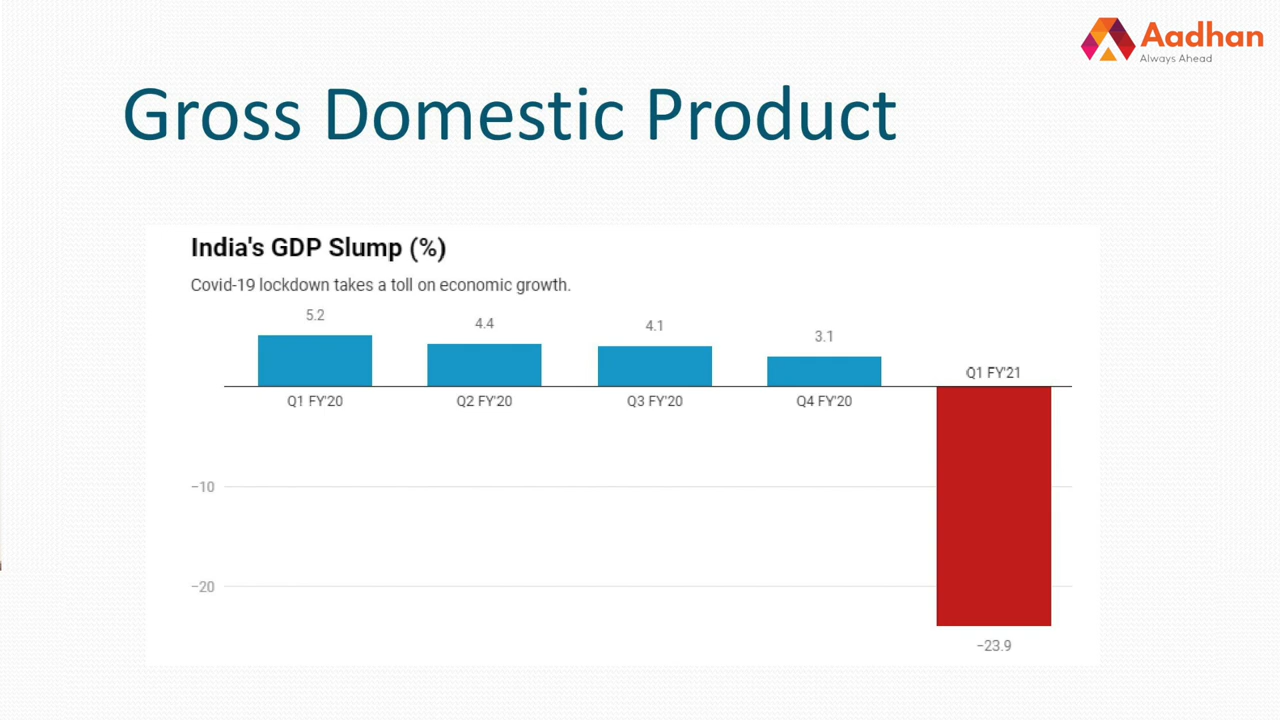 Aadhan
Always Ahead
Gross Domestic Product
India's GDP Slump (%)
Covid-19 lockdown takes a toll on economic growth.
5.2
4.4
4.1
3.1
Q1 FY'21
Q1 FY'20
Q2 FY'20
Q3 FY'20
Q4 FY'20
−10
−20
−23.9